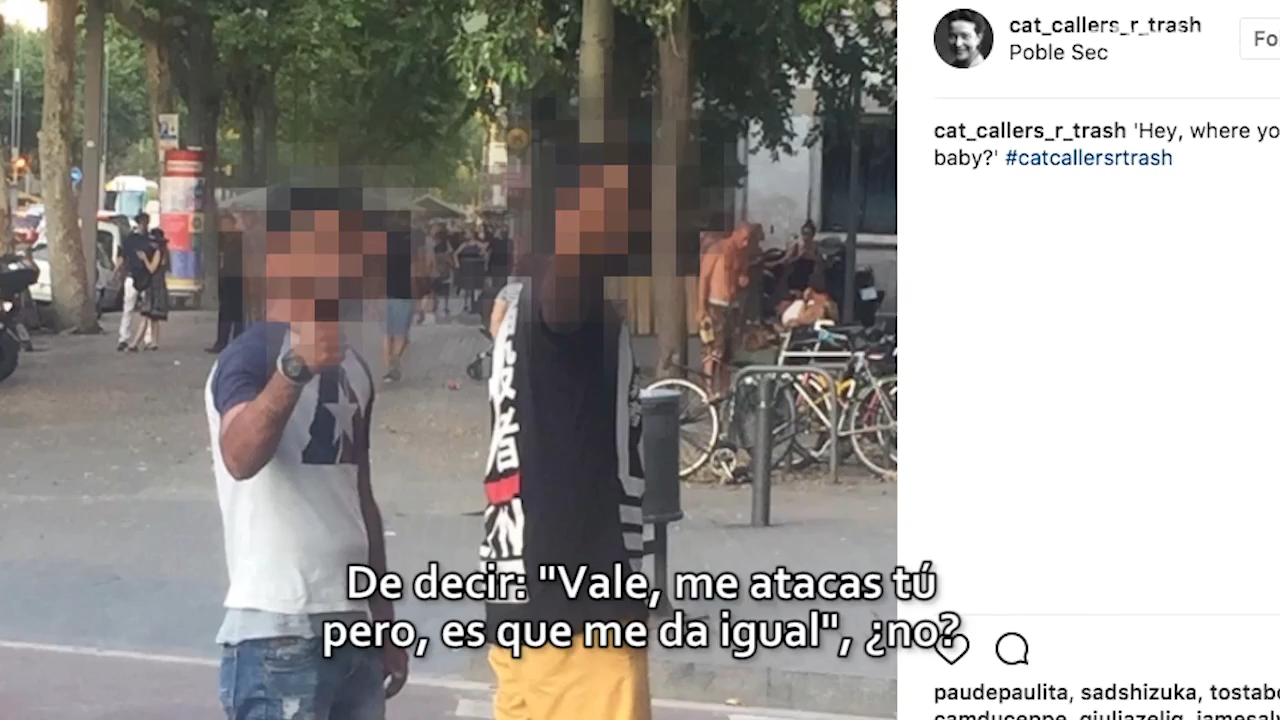 cat_callers_r_trash
Poble Sec
cat_callers_r_trash 'Hey, where yo
baby?' #catcallersrtrash
De decir: "Vale, me atacas tú
pero, es que me da igual", ¿no?
paudepaulita, sadshizuka,